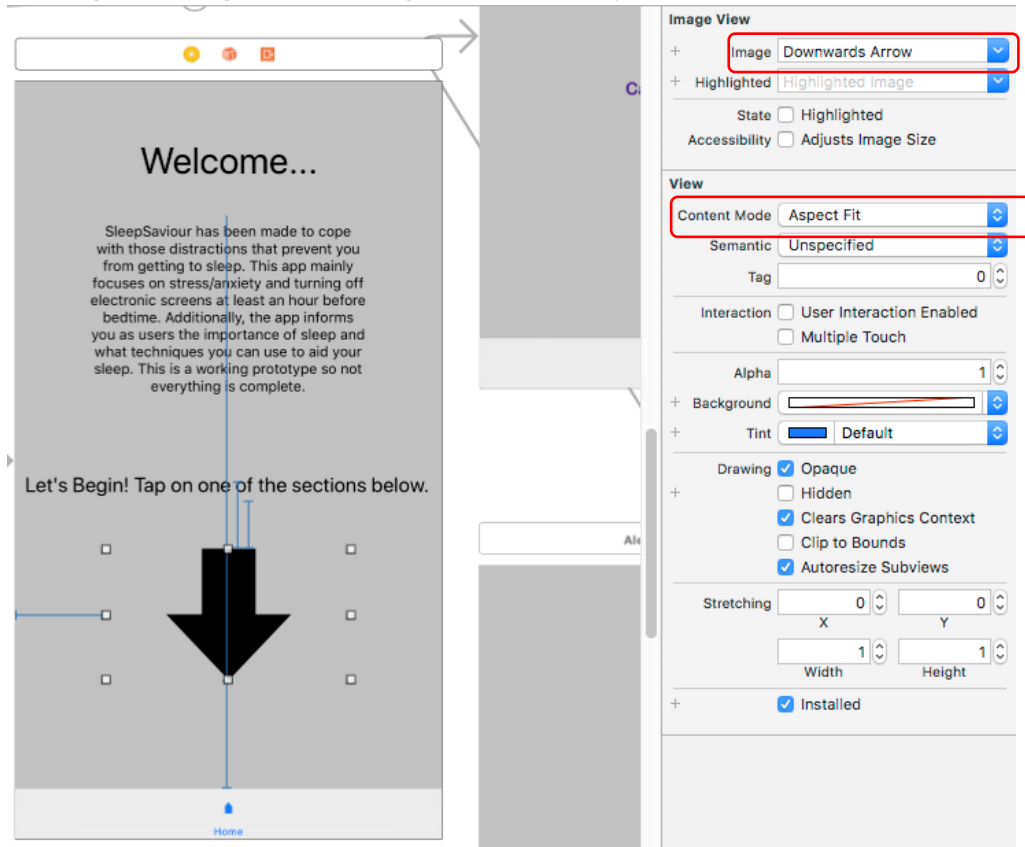 Welcome...
SleepSaviour has been made to cope
with those distractions that prevent you
from getting to sleep. This app mainly
focuses on stress/anxiety and turning off
electronic screens at least an hour before
bedtime. Additionally, the app informs
you as users the importance of sleep and
what techniques you can use to aid your
sleep. This is a working prototype so not
everything is complete.
Let's Begin! Tap on one of the sections below.
Home
Image View
Image Downwards Arrow
Highlighted Highlighted Image
State Highlighted
Accessibility Adjusts Image Size
View
Content Mode Aspect Fit
Semantic Unspecified
Tag 0
Interaction User Interaction Enabled
Multiple Touch
Alpha 1
Background
Tint Default
Drawing Opaque
Hidden
Clears Graphics Context
Clip to Bounds
Autoresize Subviews
Stretching 0 0
X Y
1 1
Width Height
Installed